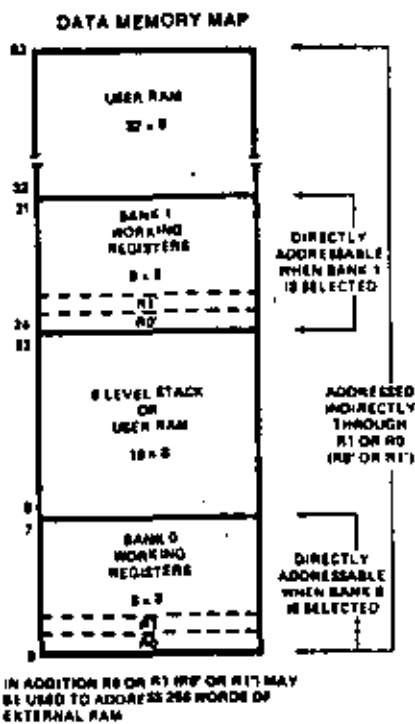 DATA MEMORY MAP
63
USER RAM
32 x 8
32
31
BANK 1
WORKING
REGISTERS
8 x 8
R1'
R0'
24
23
DIRECTLY
ADDRESSABLE
WHEN BANK 1
IS SELECTED
8 LEVEL STACK
OR
USER RAM
16 x 8
ADDRESSED
INDIRECTLY
THROUGH
R1 OR R0
(R0' OR R1')
8
7
BANK 0
WORKING
REGISTERS
8 x 8
R1
R0
0
DIRECTLY
ADDRESSABLE
WHEN BANK 0
IS SELECTED
IN ADDITION R0 OR R1 (R0' OR R1') MAY
BE USED TO ADDRESS 256 WORDS OF
EXTERNAL RAM